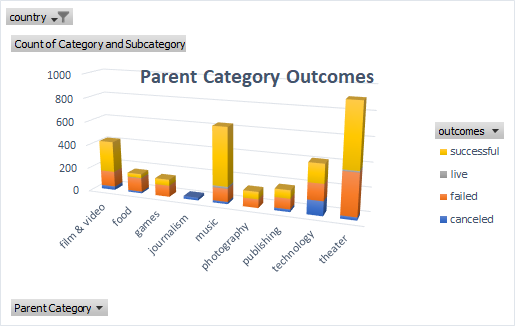 country
Count of Category and Subcategory
Parent Category Outcomes
1000
800
600
400
200
0
film & video
food
games
journalism
music
photography
publishing
technology
theater
outcomes
successful
live
failed
canceled
Parent Category